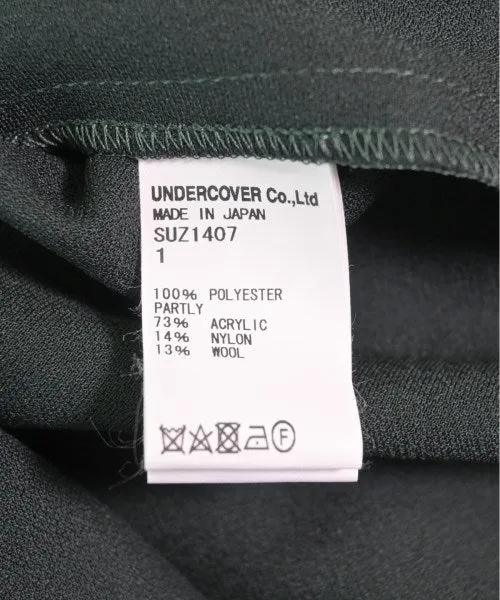 UNDERCOVER Co.,Ltd
MADE IN JAPAN
SUZ1407
1
100% POLYESTER
PARTLY
73% ACRYLIC
14% NYLON
13% WOOL
F